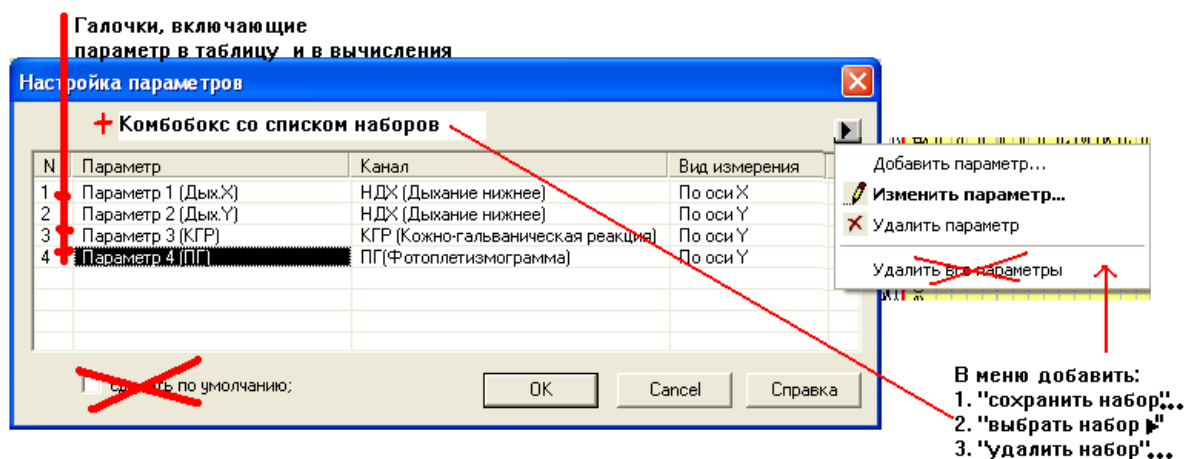 Галочки, включающие
параметр в таблицу и в вычисления
Настройка параметров
+ Комбобокс со списком наборов
N Параметр Канал Вид измерения
1 Параметр 1 (Дых.X) НДХ (Дыхание нижнее) По оси X
2 Параметр 2 (Дых.Y) НДХ (Дыхание нижнее) По оси Y
3 Параметр 3 (КГР) КГР (Кожно-гальваническая реакция) По оси Y
4 Параметр 4 (ПГ) ПГ(Фотоплетизмограмма) По оси Y
Добавить параметр...
Изменить параметр...
Удалить параметр
Удалить все параметры
сделать по умолчанию;
OK Cancel Справка
В меню добавить:
1. "сохранить набор"...
2. "выбрать набор ▶"
3. "удалить набор"...